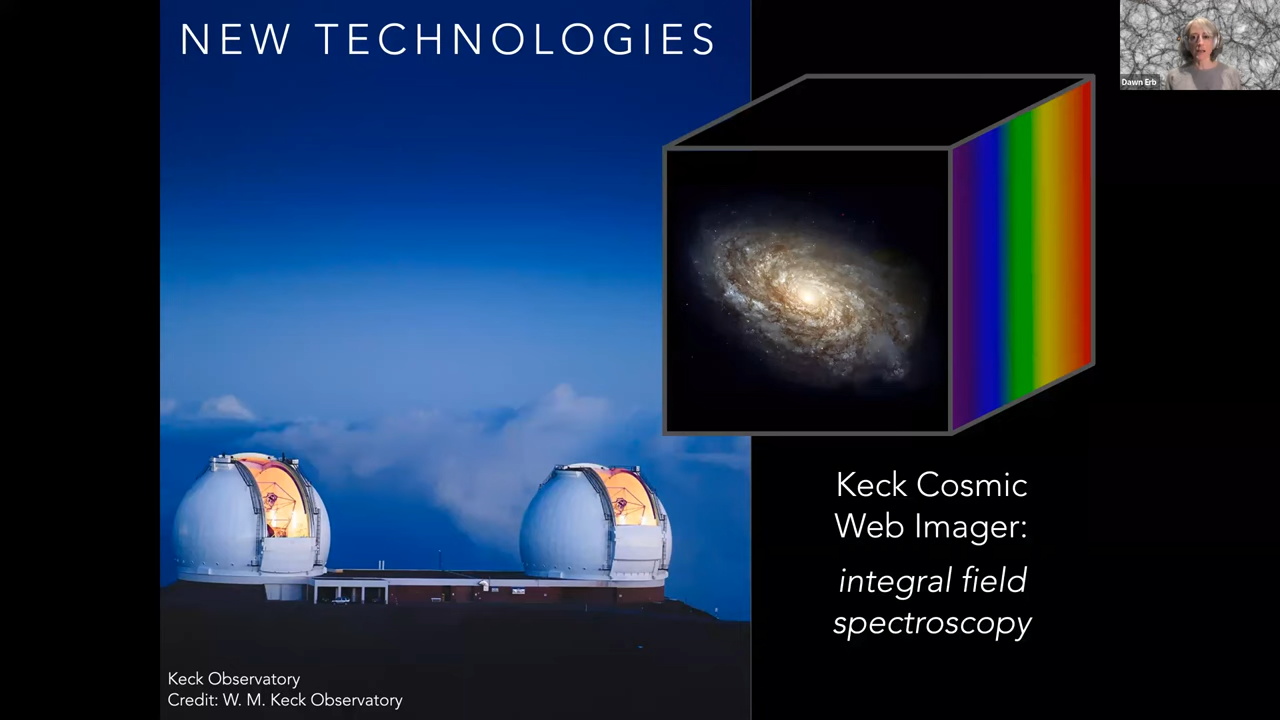 NEW TECHNOLOGIES
Dawn Erb
Keck Cosmic
Web Imager:
integral field
spectroscopy
Keck Observatory
Credit: W. M. Keck Observatory